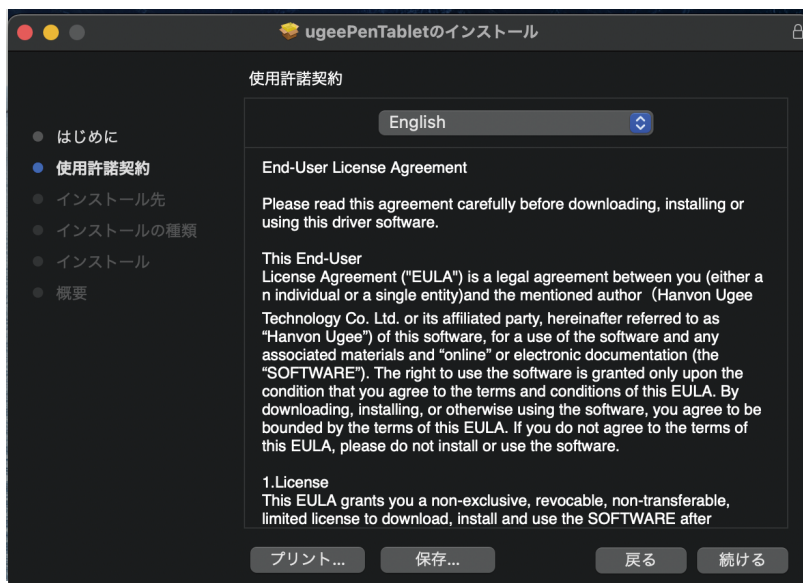 ugeePenTabletのインストール
使用許諾契約
English
はじめに
使用許諾契約
インストール先
インストールの種類
インストール
概要
End-User License Agreement
Please read this agreement carefully before downloading, installing or
using this driver software.
This End-User
License Agreement ("EULA") is a legal agreement between you (either a
n individual or a single entity)and the mentioned author（Hanvon Ugee
Technology Co. Ltd. or its affiliated party, hereinafter referred to as
“Hanvon Ugee”) of this software, for a use of the software and any
associated materials and “online” or electronic documentation (the
“SOFTWARE”). The right to use the software is granted only upon the
condition that you agree to the terms and conditions of this EULA. By
downloading, installing, or otherwise using the software, you agree to be
bounded by the terms of this EULA. If you do not agree to the terms of
this EULA, please do not install or use the software.
1.License
This EULA grants you a non-exclusive, revocable, non-transferable,
limited license to download, install and use the SOFTWARE after
プリント...
保存...
戻る
続ける